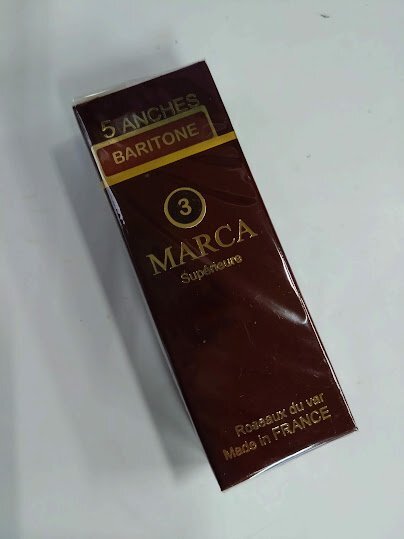 5 ANCHES
BARITONE
3
MARCA
Supérieure
Roseaux du var
Made in FRANCE